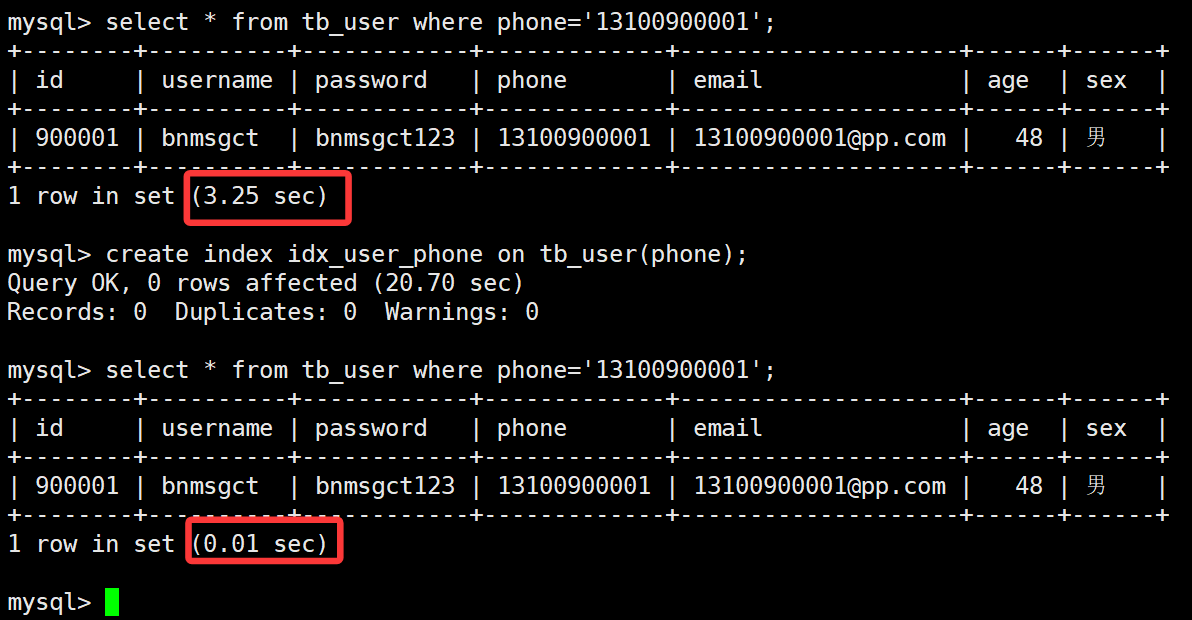 mysql> select * from tb_user where phone='13100900001';
+--------+----------+------------+-------------+--------------------+------+------+
| id     | username | password   | phone       | email              | age  | sex  |
+--------+----------+------------+-------------+--------------------+------+------+
| 900001 | bnmsgct  | bnmsgct123 | 13100900001 | 13100900001@pp.com |   48 | 男   |
+--------+----------+------------+-------------+--------------------+------+------+
1 row in set (3.25 sec)
mysql> create index idx_user_phone on tb_user(phone);
Query OK, 0 rows affected (20.70 sec)
Records: 0  Duplicates: 0  Warnings: 0
mysql> select * from tb_user where phone='13100900001';
+--------+----------+------------+-------------+--------------------+------+------+
| id     | username | password   | phone       | email              | age  | sex  |
+--------+----------+------------+-------------+--------------------+------+------+
| 900001 | bnmsgct  | bnmsgct123 | 13100900001 | 13100900001@pp.com |   48 | 男   |
+--------+----------+------------+-------------+--------------------+------+------+
1 row in set (0.01 sec)
mysql>